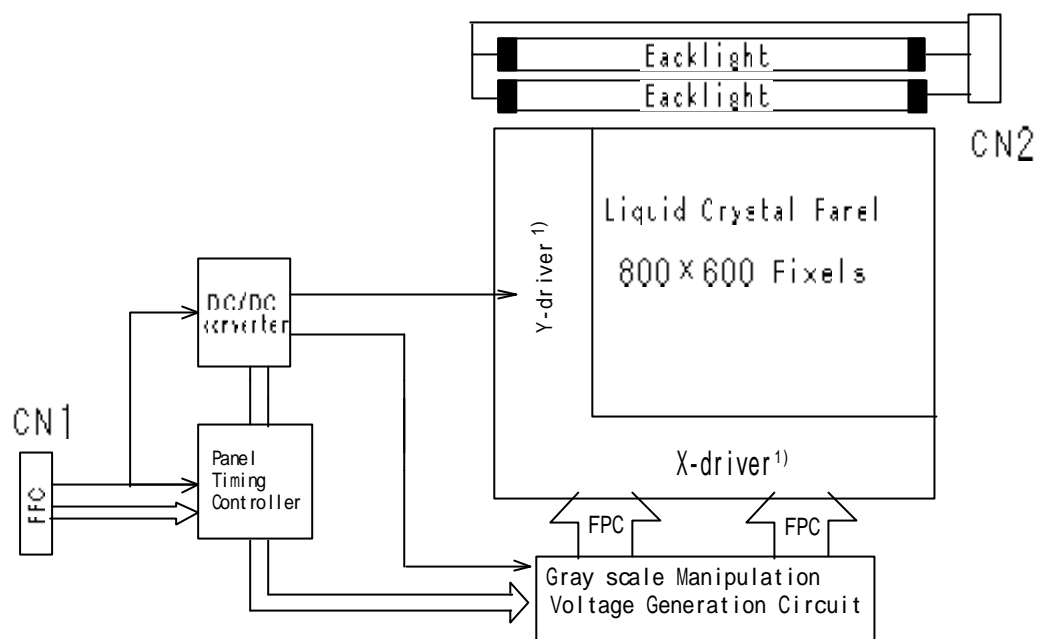 Eacklight
Eacklight
CN2
Liquid Crystal Farel
800×600 Fixels
Y-driver 1)
DC/DC
converter
CN1
FFC
Panel
Timing
Controller
X-driver 1)
FPC
FPC
Gray scale Manipulation
Voltage Generation Circuit